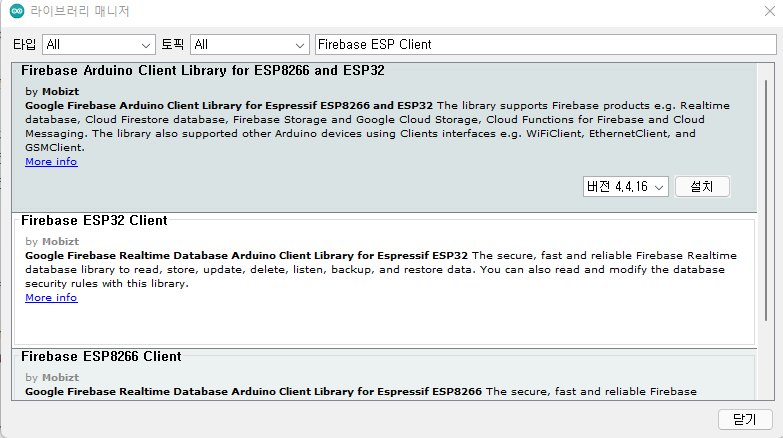 라이브러리 매니저
타입 All 토픽 All Firebase ESP Client
Firebase Arduino Client Library for ESP8266 and ESP32
by Mobizt
Google Firebase Arduino Client Library for Espressif ESP8266 and ESP32 The library supports Firebase products e.g. Realtime
database, Cloud Firestore database, Firebase Storage and Google Cloud Storage, Cloud Functions for Firebase and Cloud
Messaging. The library also supported other Arduino devices using Clients interfaces e.g. WiFiClient, EthernetClient, and
GSMClient.
More info
버전 4.4.16 설치
Firebase ESP32 Client
by Mobizt
Google Firebase Realtime Database Arduino Client Library for Espressif ESP32 The secure, fast and reliable Firebase Realtime
database library to read, store, update, delete, listen, backup, and restore data. You can also read and modify the database
security rules with this library.
More info
Firebase ESP8266 Client
by Mobizt
Google Firebase Realtime Database Arduino Client Library for Espressif ESP8266 The secure, fast and reliable Firebase
닫기